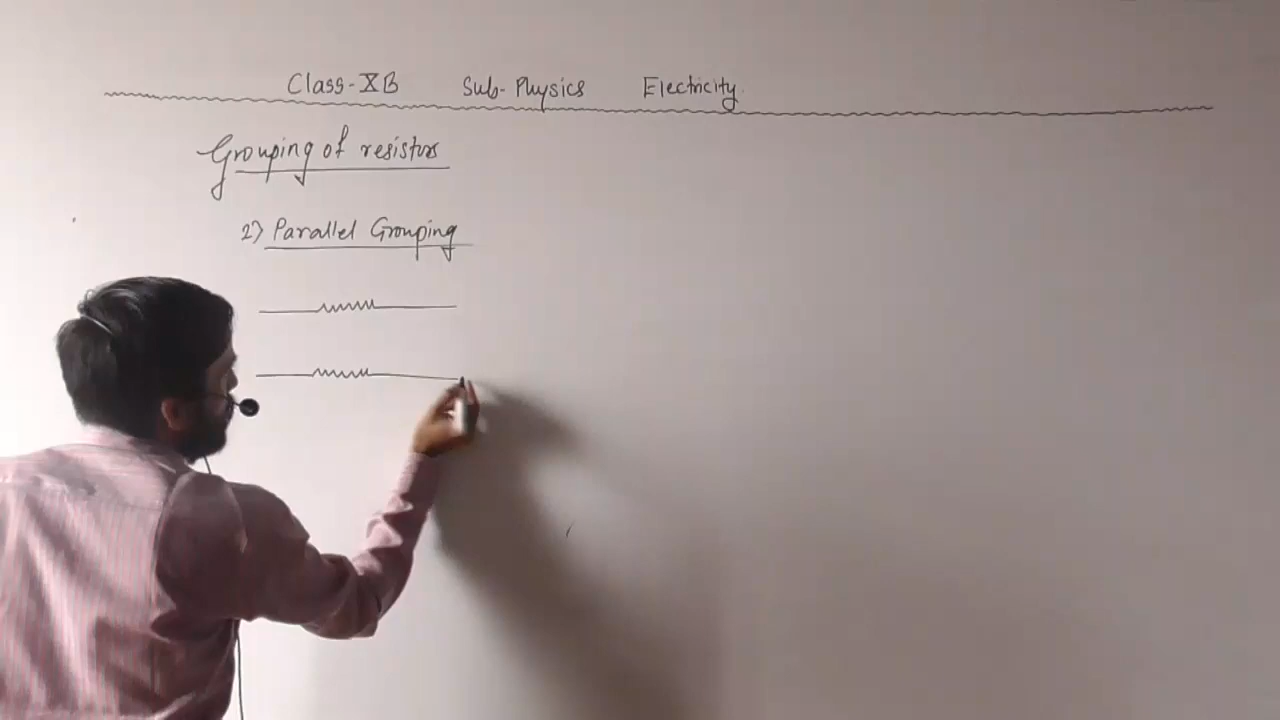 Class-XB Sub-Physics Electricity.
Grouping of resistors
2) Parallel Grouping